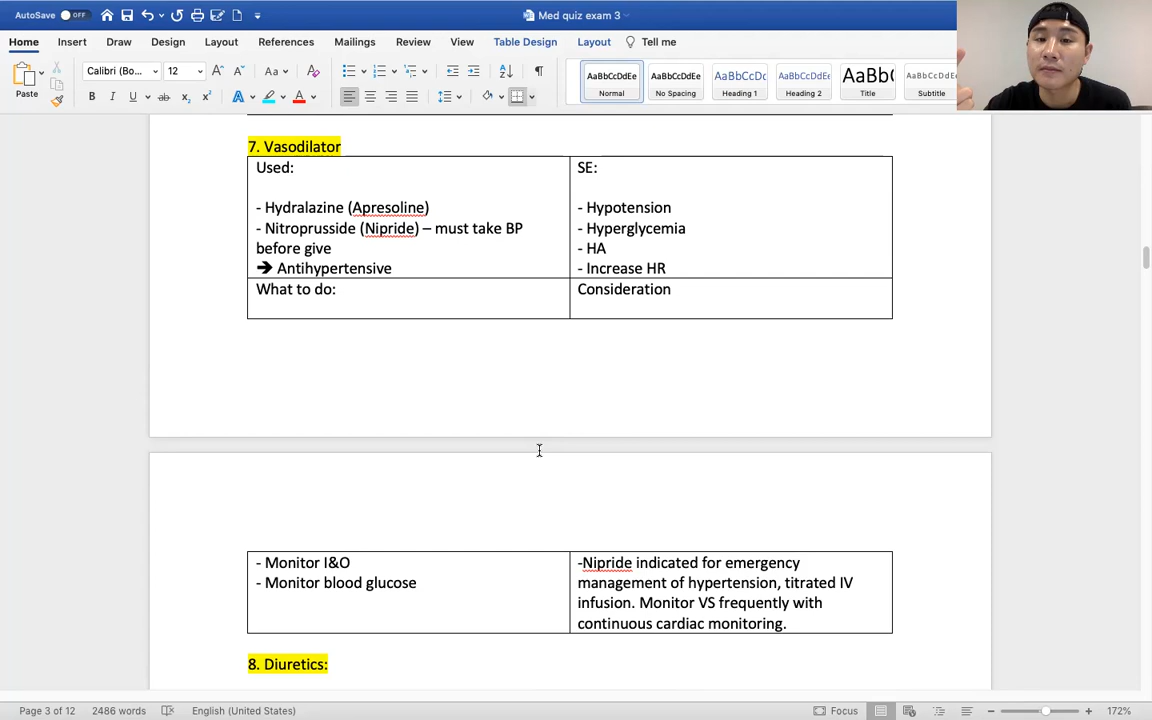 AutoSave OFF Med quiz exam 3
Home Insert Draw Design Layout References Mailings Review View Table Design Layout Tell me
Paste
Calibri (Bo... 12
AaBbCcDdEe
Normal
AaBbCcDdEe
No Spacing
AaBbCcDc
Heading 1
AaBbCcDdEe
Heading 2
AaBb(
Title
AaBbCcDdEe
Subtitle
7. Vasodilator
Used:
- Hydralazine (Apresoline)
- Nitroprusside (Nipride) – must take BP
before give
➔ Antihypertensive
SE:
- Hypotension
- Hyperglycemia
- HA
- Increase HR
What to do:
Consideration
- Monitor I&O
- Monitor blood glucose
-Nipride indicated for emergency
management of hypertension, titrated IV
infusion. Monitor VS frequently with
continuous cardiac monitoring.
8. Diuretics:
Page 3 of 12 2486 words English (United States) Focus 172%